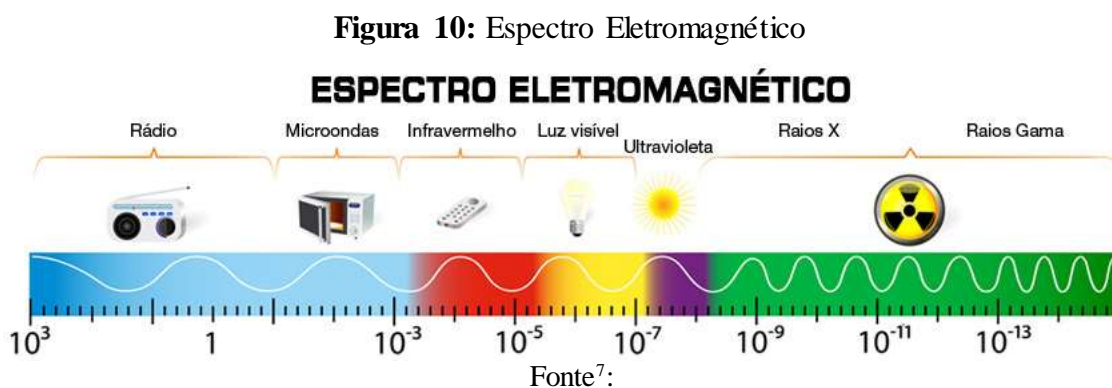 Figura 10: Espectro Eletromagnético
ESPECTRO ELETROMAGNÉTICO
Rádio Microondas Infravermelho Luz visível Ultravioleta Raios X Raios Gama
10³ 1 10⁻³ 10⁻⁵ 10⁻⁷ 10⁻⁹ 10⁻¹¹ 10⁻¹³
Fonte⁷: